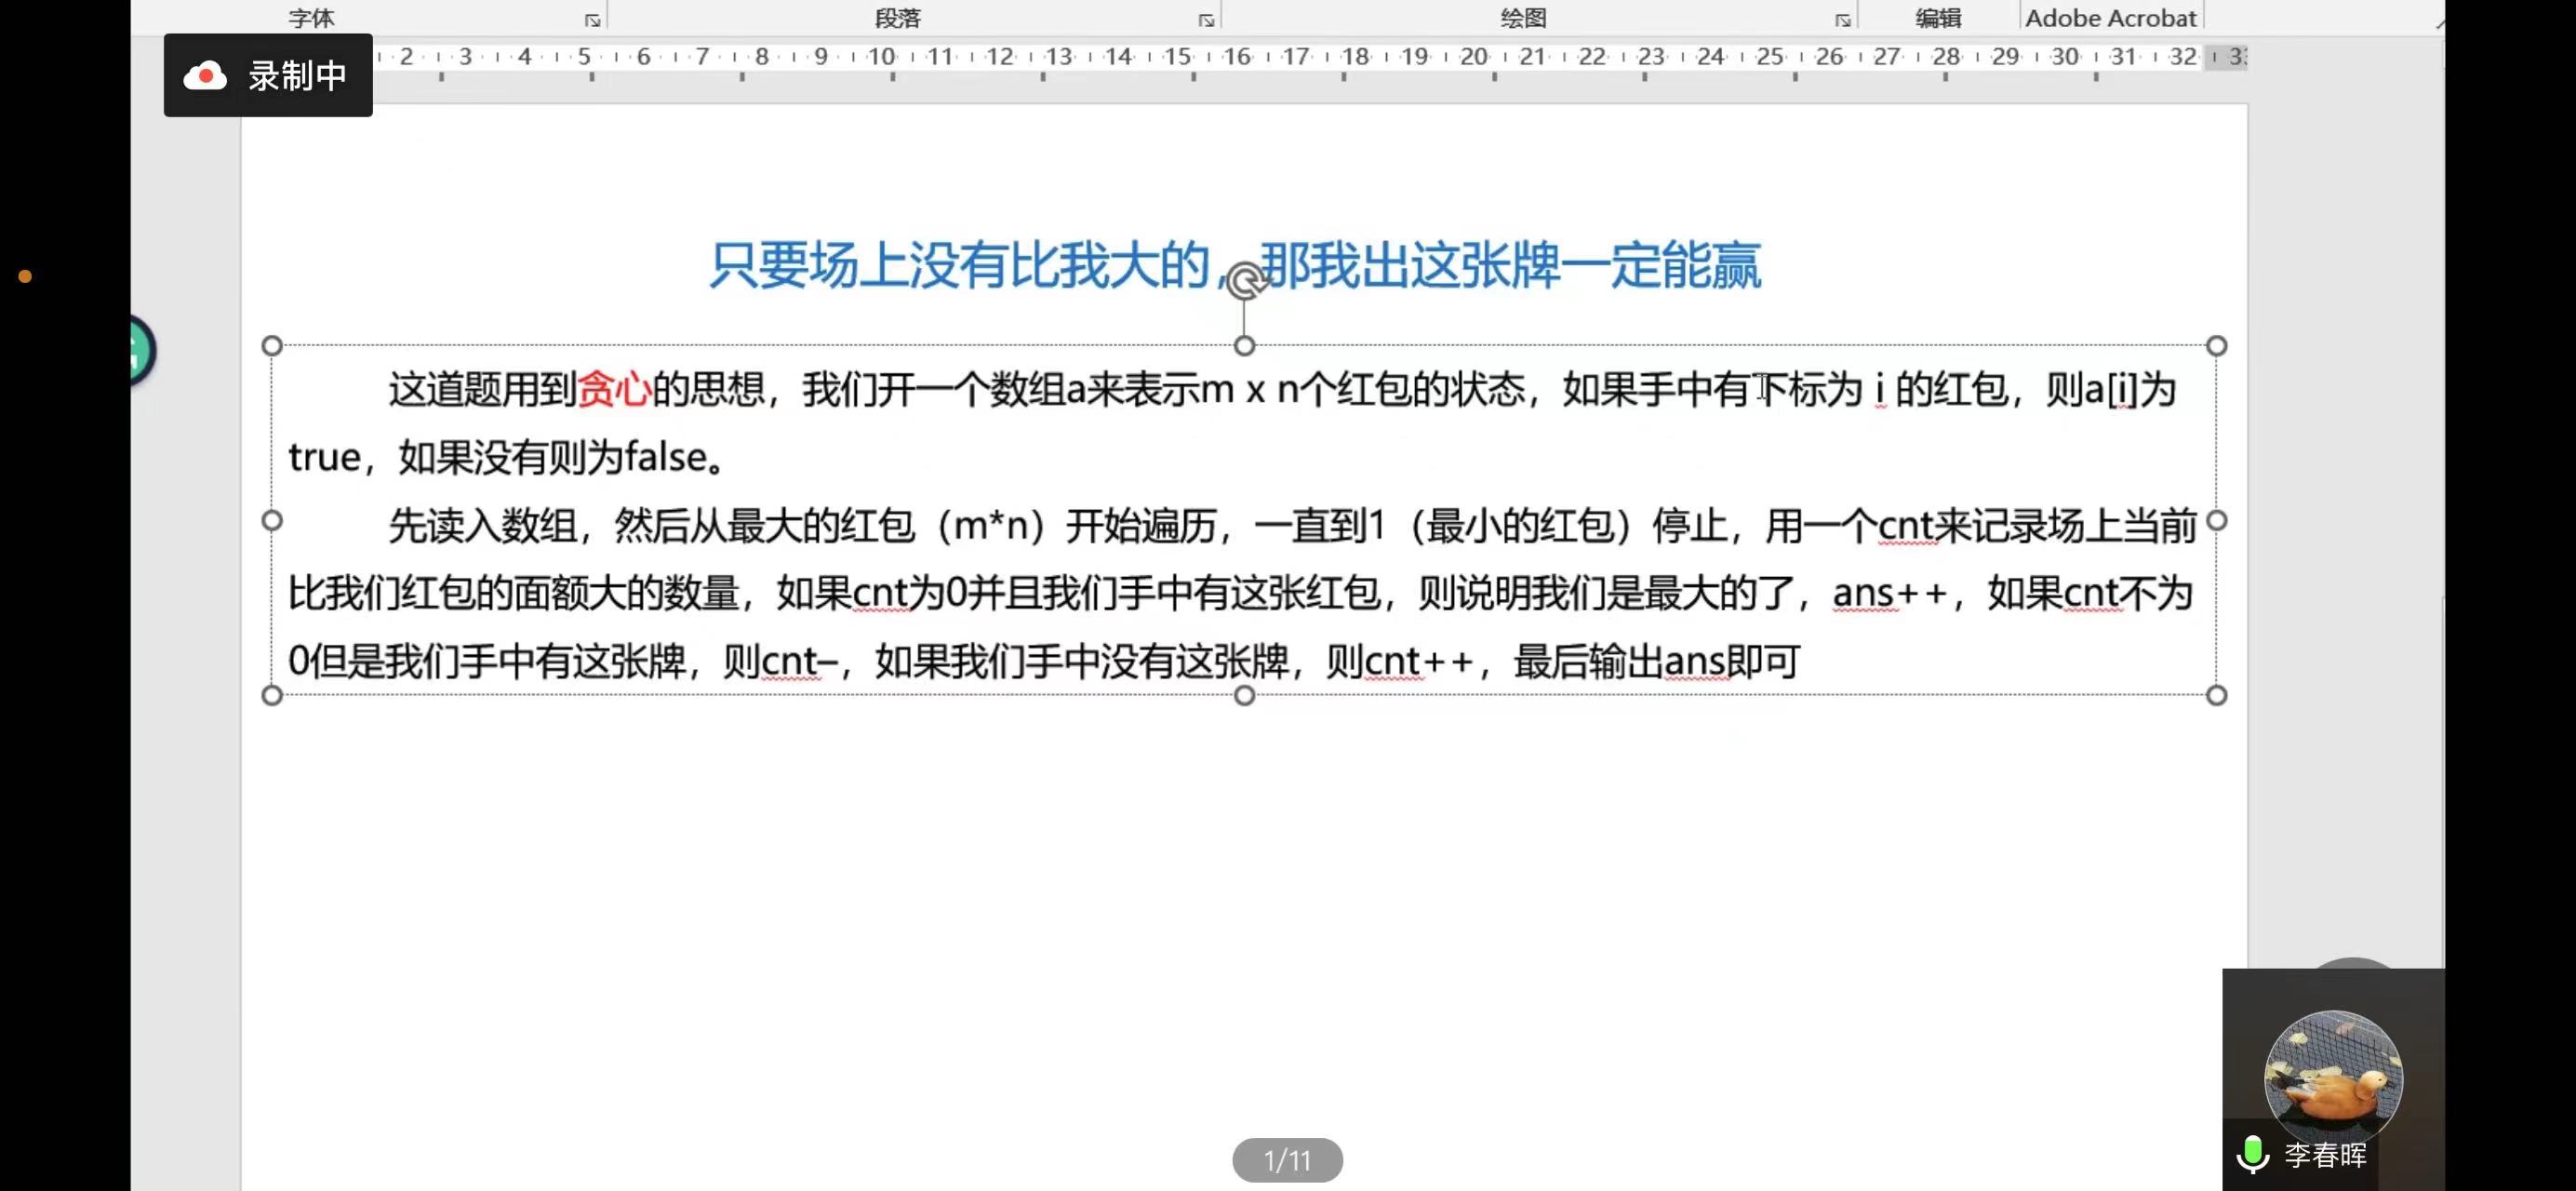 字体 段落 绘图 编辑 Adobe Acrobat
录制中
2 3 4 5 6 7 8 9 10 11 12 13 14 15 16 17 18 19 20 21 22 23 24 25 26 27 28 29 30 31 32
只要场上没有比我大的，那我出这张牌一定能赢
这道题用到贪心的思想，我们开一个数组a来表示m x n个红包的状态，如果手中有下标为 i 的红包，则a[i]为
true，如果没有则为false。
先读入数组，然后从最大的红包（m*n）开始遍历，一直到1（最小的红包）停止，用一个cnt来记录场上当前
比我们红包的面额大的数量，如果cnt为0并且我们手中有这张红包，则说明我们是最大的了，ans++，如果cnt不为
0但是我们手中有这张牌，则cnt–，如果我们手中没有这张牌，则cnt++，最后输出ans即可
1/11
李春晖